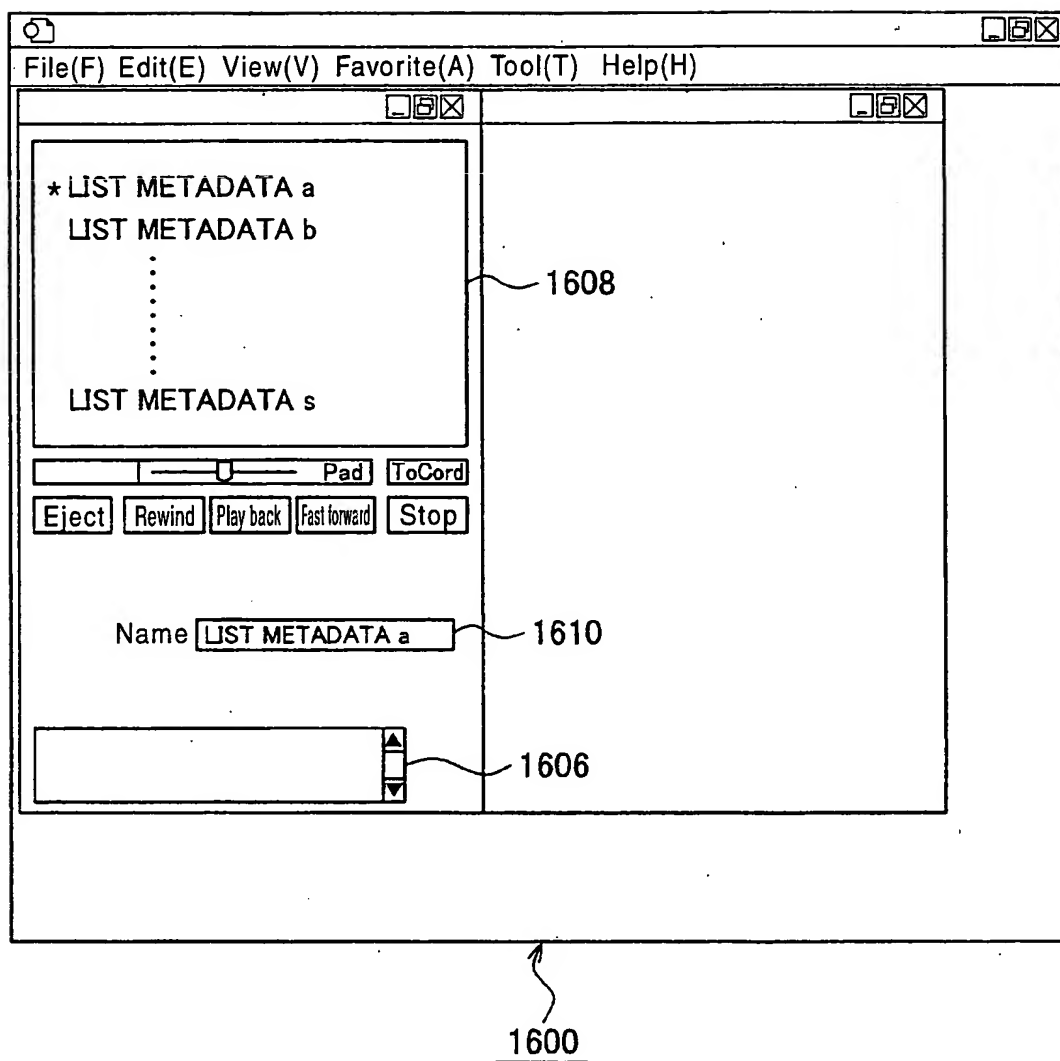 File(F) Edit(E) View(V) Favorite(A) Tool(T) Help(H)
* LIST METADATA a
LIST METADATA b
LIST METADATA s
1608
Pad ToCord
Eject Rewind Play back Fast forward Stop
Name LIST METADATA a
1610
1606
1600